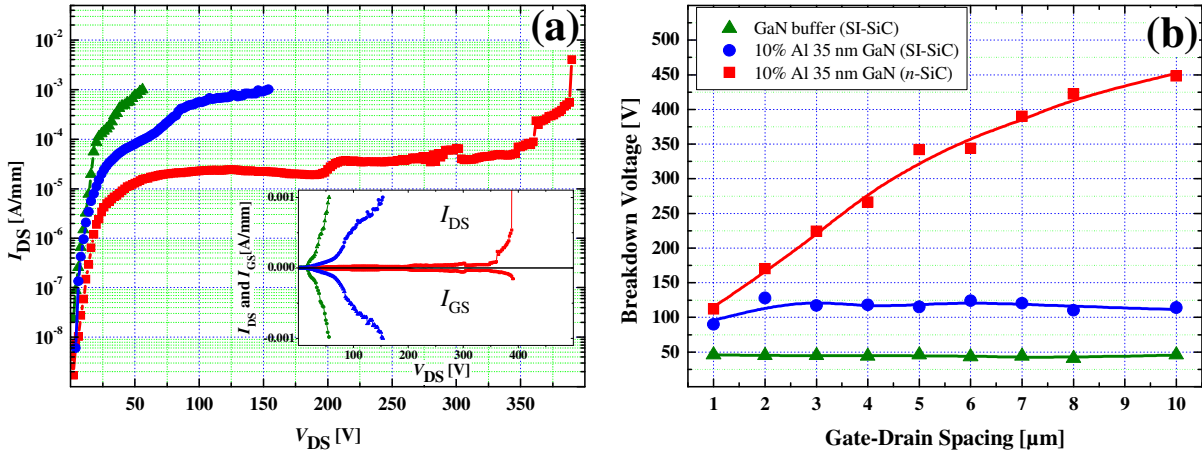 (a)
I_DS [A/mm]
10^-2
10^-3
10^-4
10^-5
10^-6
10^-7
10^-8
50 100 150 200 250 300 350
V_DS [V]
I_DS and I_GS [A/mm]
0.001
0.000
-0.001
I_DS
I_GS
0 100 200 300 400
V_DS [V]
(b)
GaN buffer (SI-SiC)
10% Al 35 nm GaN (SI-SiC)
10% Al 35 nm GaN (n-SiC)
Breakdown Voltage [V]
500
450
400
350
300
250
200
150
100
50
1 2 3 4 5 6 7 8 9 10
Gate-Drain Spacing [µm]